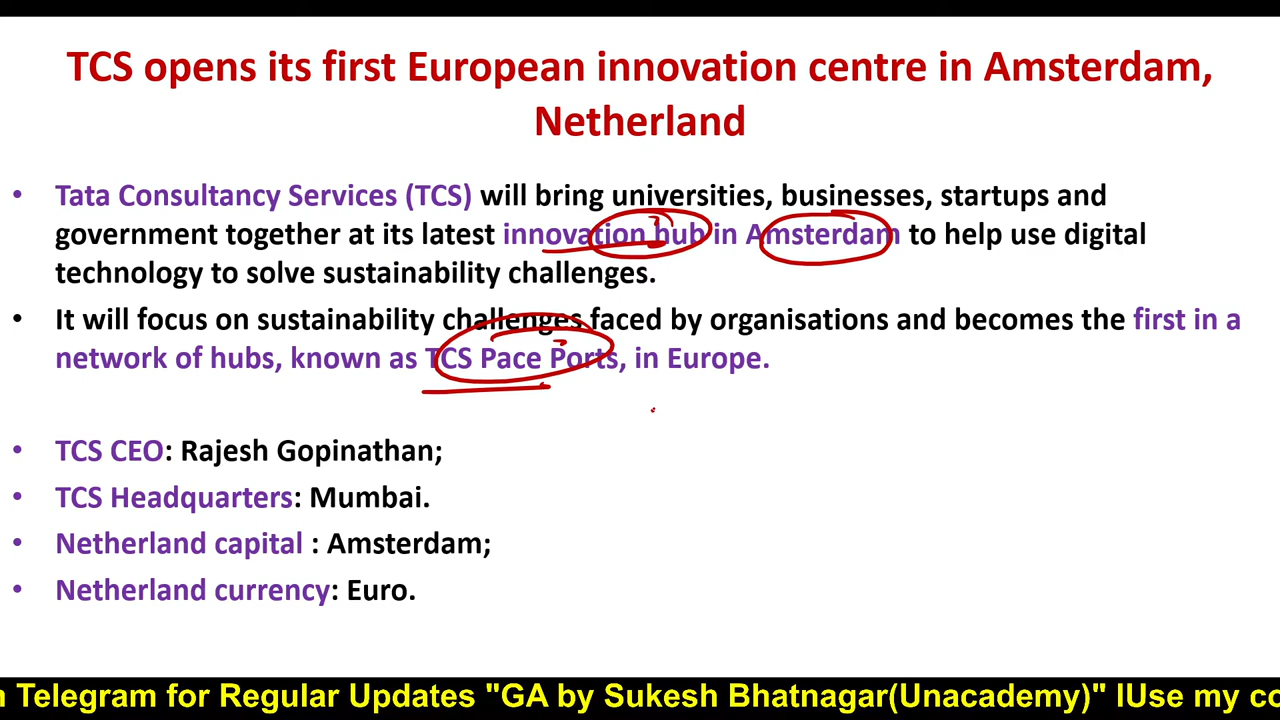 TCS opens its first European innovation centre in Amsterdam,
Netherland
• Tata Consultancy Services (TCS) will bring universities, businesses, startups and
government together at its latest innovation hub in Amsterdam to help use digital
technology to solve sustainability challenges.
• It will focus on sustainability challenges faced by organisations and becomes the first in a
network of hubs, known as TCS Pace Ports, in Europe.
• TCS CEO: Rajesh Gopinathan;
• TCS Headquarters: Mumbai.
• Netherland capital : Amsterdam;
• Netherland currency: Euro.
n Telegram for Regular Updates "GA by Sukesh Bhatnagar(Unacademy)" lUse my co